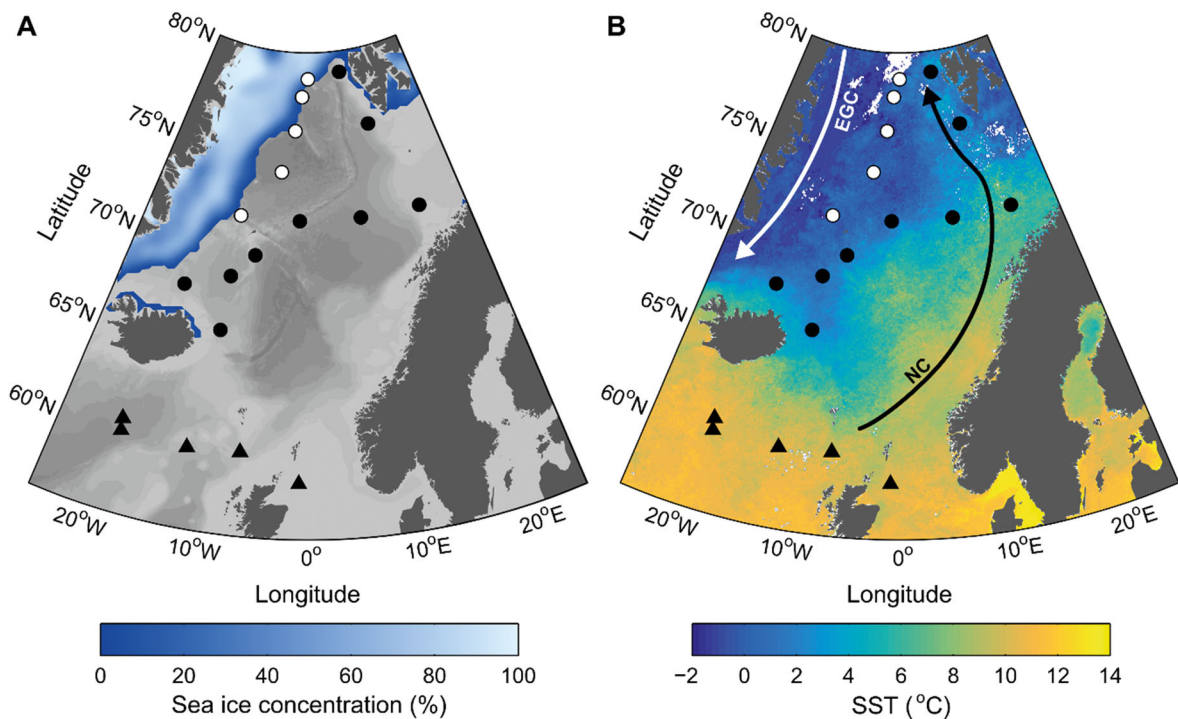 A
80°N
75°N
70°N
65°N
60°N
Latitude
20°W
10°W
0°
10°E
20°E
Longitude
0 20 40 60 80 100
Sea ice concentration (%)
B
80°N
75°N
70°N
65°N
60°N
Latitude
EGC
NC
20°W
10°W
0°
10°E
20°E
Longitude
−2 0 2 4 6 8 10 12 14
SST (°C)